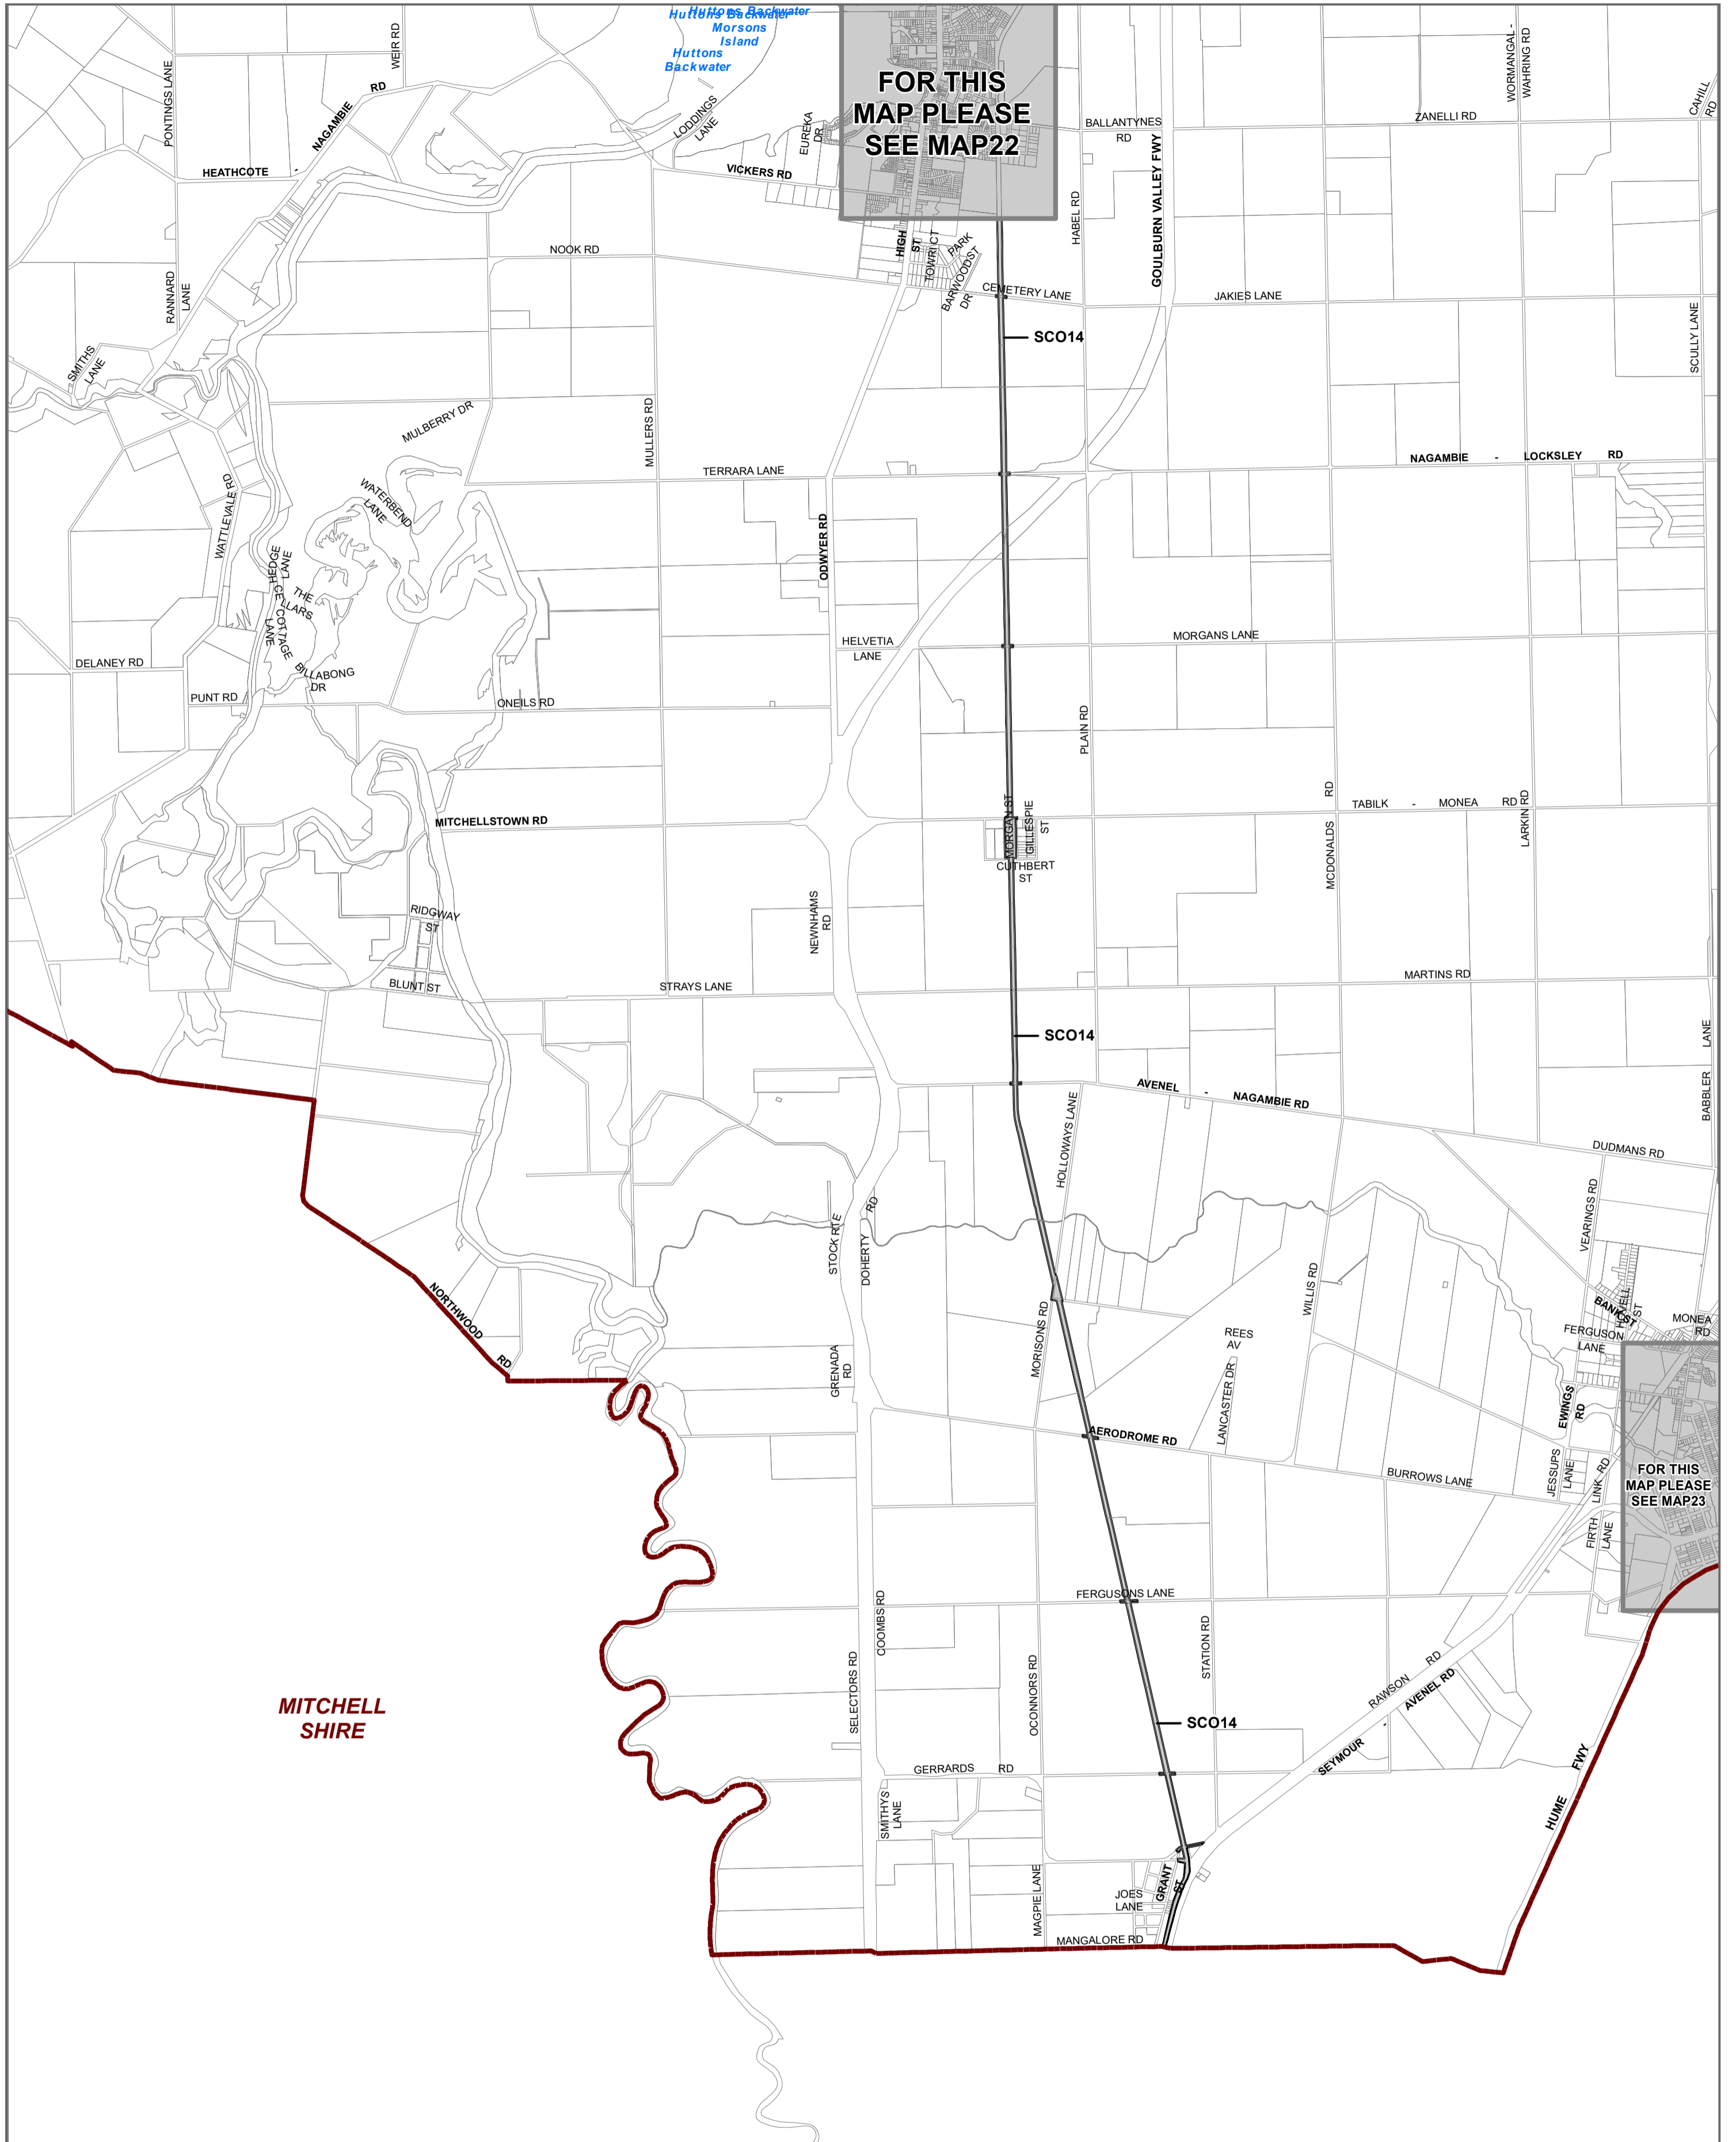 Huttons Backwater
Huttons Backwater
Morsons
Island
Huttons
Backwater
FOR THIS
MAP PLEASE
SEE MAP22
WEIR RD
PONTINGS LANE
HEATHCOTE - NAGAMBIE RD
LODDINGS
LANE
EUREKA
DR
VICKERS RD
BALLANTYNES
RD
HABEL RD
GOULBURN VALLEY FWY
WORMANGAL -
WAHRING RD
ZANELLI RD
CAHILL
RD
NOOK RD
HIGH
ST
TOWRI CT
PARK
ST
BARWOOD
DR
CEMETERY LANE
JAKIES LANE
RANNARD
LANE
SMITHS
LANE
SCO14
SCULLY LANE
MULBERRY DR
MULLERS RD
TERRARA LANE
NAGAMBIE - LOCKSLEY RD
WATTLEVALE RD
WATERBEND
LANE
ODWYER RD
HEDGE
LANE
THE
COTTAGE
LANE
BILLABONG
DR
HELVETIA
LANE
MORGANS LANE
DELANEY RD
PUNT RD
ONEILS RD
PLAIN RD
MITCHELLSTOWN RD
MORGAN ST
GILLESPIE
ST
CUTHBERT
ST
MCDONALDS RD
TABILK - MONEA RD
LARKIN RD
RIDGWAY
ST
NEWNHAMS
RD
BLUNT ST
STRAYS LANE
MARTINS RD
SCO14
BABBLER LANE
AVENEL - NAGAMBIE RD
HOLLOWAYS LANE
DUDMANS RD
VEARINGS RD
STOCK RTE
DOHERTY RD
WILLIS RD
NORTHWOOD RD
BANK ST
HOVELL
ST
MONEA
RD
FERGUSON
LANE
GRENADA
RD
MORISONS RD
REES
AV
LANCASTER DR
EWINGS
RD
AERODROME RD
BURROWS LANE
JESSUPS
LANE
LINK RD
FIRTH
LANE
FOR THIS
MAP PLEASE
SEE MAP23
FERGUSONS LANE
COOMBS RD
SELECTORS RD
OCONNORS RD
STATION RD
RAWSON RD
SEYMOUR - AVENEL RD
MITCHELL
SHIRE
SCO14
HUME FWY
GERRARDS RD
SMITHYS
LANE
MAGPIE LANE
JOES
LANE
GRANT
ST
MANGALORE RD